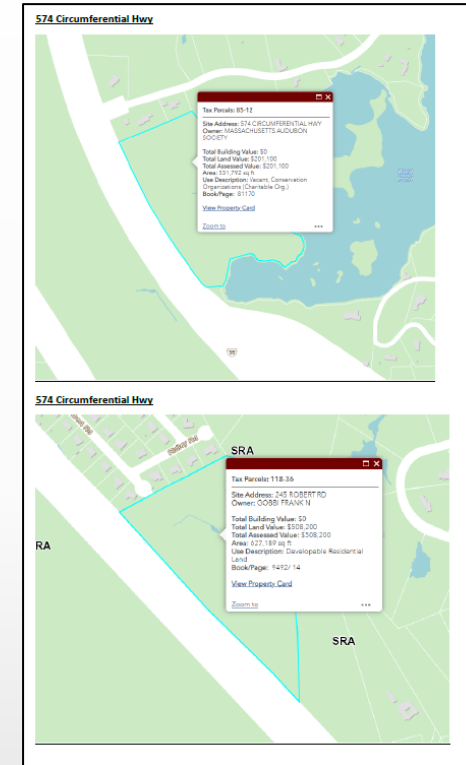 574 Circumferential Hwy
Tax Parcels: 85-12
Site Address: 574 CIRCUMFERENTIAL HWY
Owner: MASSACHUSETTS AUDUBON
SOCIETY
Total Building Value: $0
Total Land Value: $201,100
Total Assessed Value: $201,100
Area: 531,792 sq ft
Use Description: Vacant, Conservation
Organizations (Charitable Org.)
Book/Page: 81170
View Property Card
Zoom to
...
95
574 Circumferential Hwy
SRA
Tax Parcels: 118-36
Site Address: 245 ROBERT RD
Owner: GOBBI FRANK N
Total Building Value: $0
Total Land Value: $508,200
Total Assessed Value: $508,200
Area: 627,189 sq ft
Use Description: Developable Residential
Land
Book/Page: 9492/ 14
View Property Card
Zoom to
...
RA
SRA